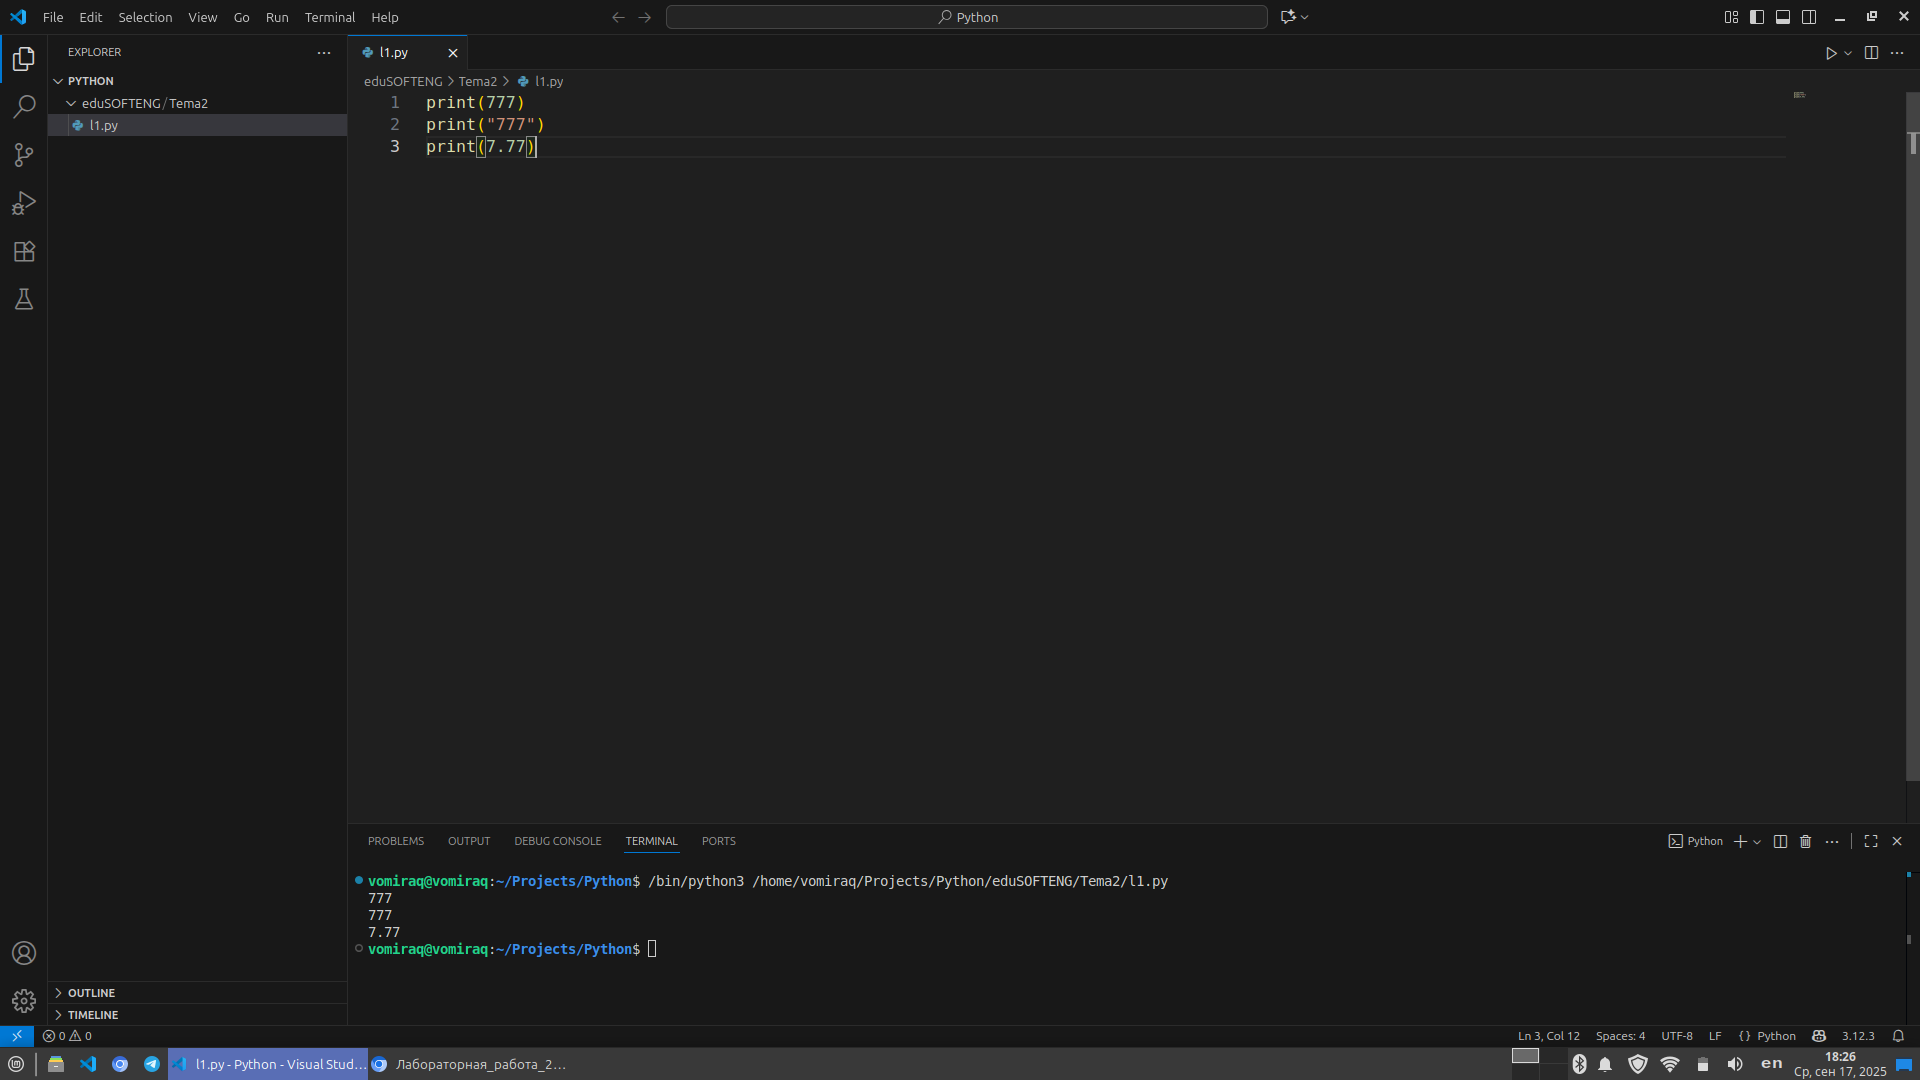 File Edit Selection View Go Run Terminal Help
Python
EXPLORER
PYTHON
eduSOFTENG / Tema2
l1.py
l1.py
eduSOFTENG > Tema2 > l1.py
1 print(777)
2 print("777")
3 print(7.77)
PROBLEMS OUTPUT DEBUG CONSOLE TERMINAL PORTS
Python
vomiraq@vomiraq:~/Projects/Python$ /bin/python3 /home/vomiraq/Projects/Python/eduSOFTENG/Tema2/l1.py
777
777
7.77
vomiraq@vomiraq:~/Projects/Python$
OUTLINE
TIMELINE
0 0
Ln 3, Col 12 Spaces: 4 UTF-8 LF {} Python 3.12.3
l1.py - Python - Visual Stud...
Лабораторная_работа_2...
en
18:26
Ср, сен 17, 2025